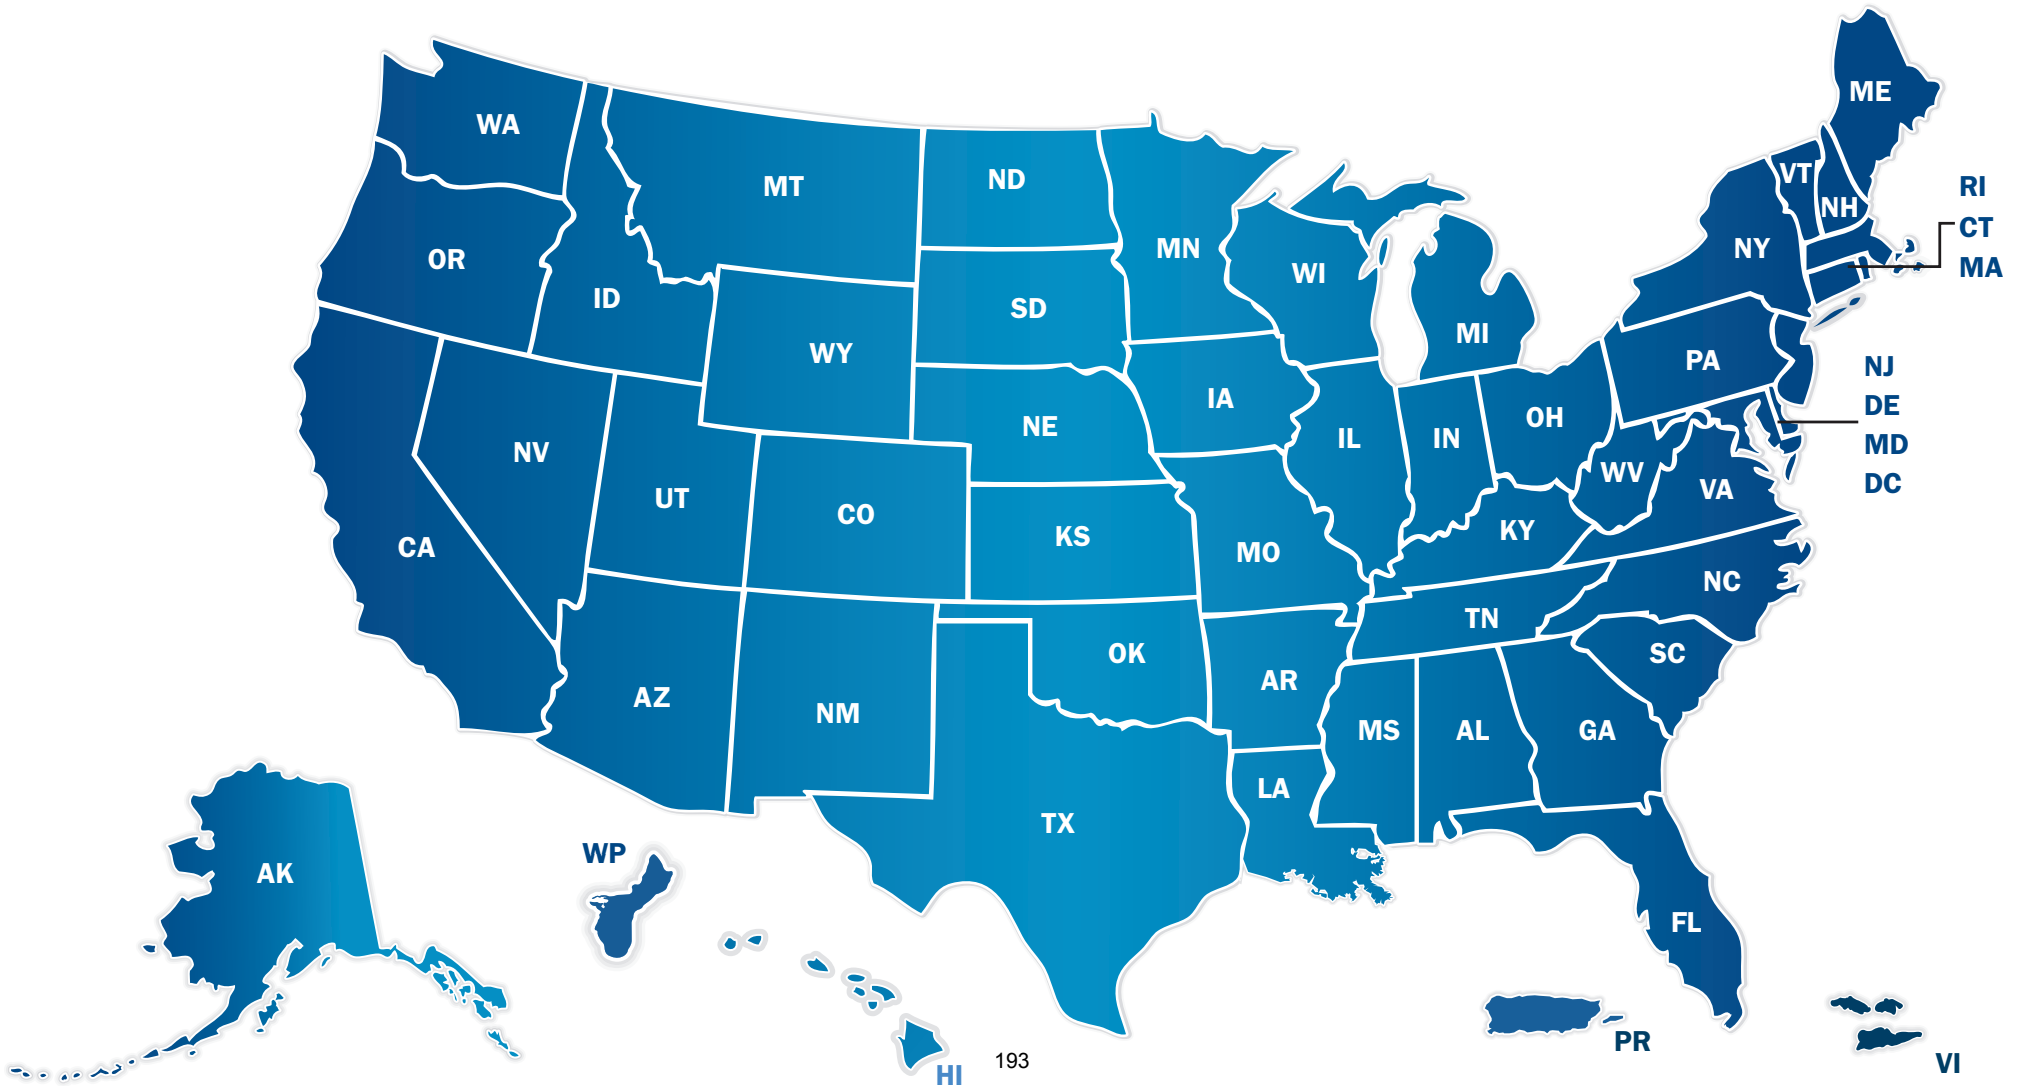 ME
WA
VT
ND
MT
RI
NH
CT
MN
NY
OR
MA
WI
ID
SD
MI
WY
PA
NJ
IA
DE
OH
NE
IL
IN
MD
NV
WV
DC
VA
UT
CO
KY
KS
CA
MO
NC
TN
OK
SC
AR
AZ
NM
MS
AL
GA
LA
TX
WP
AK
FL
PR
193
VI
HI